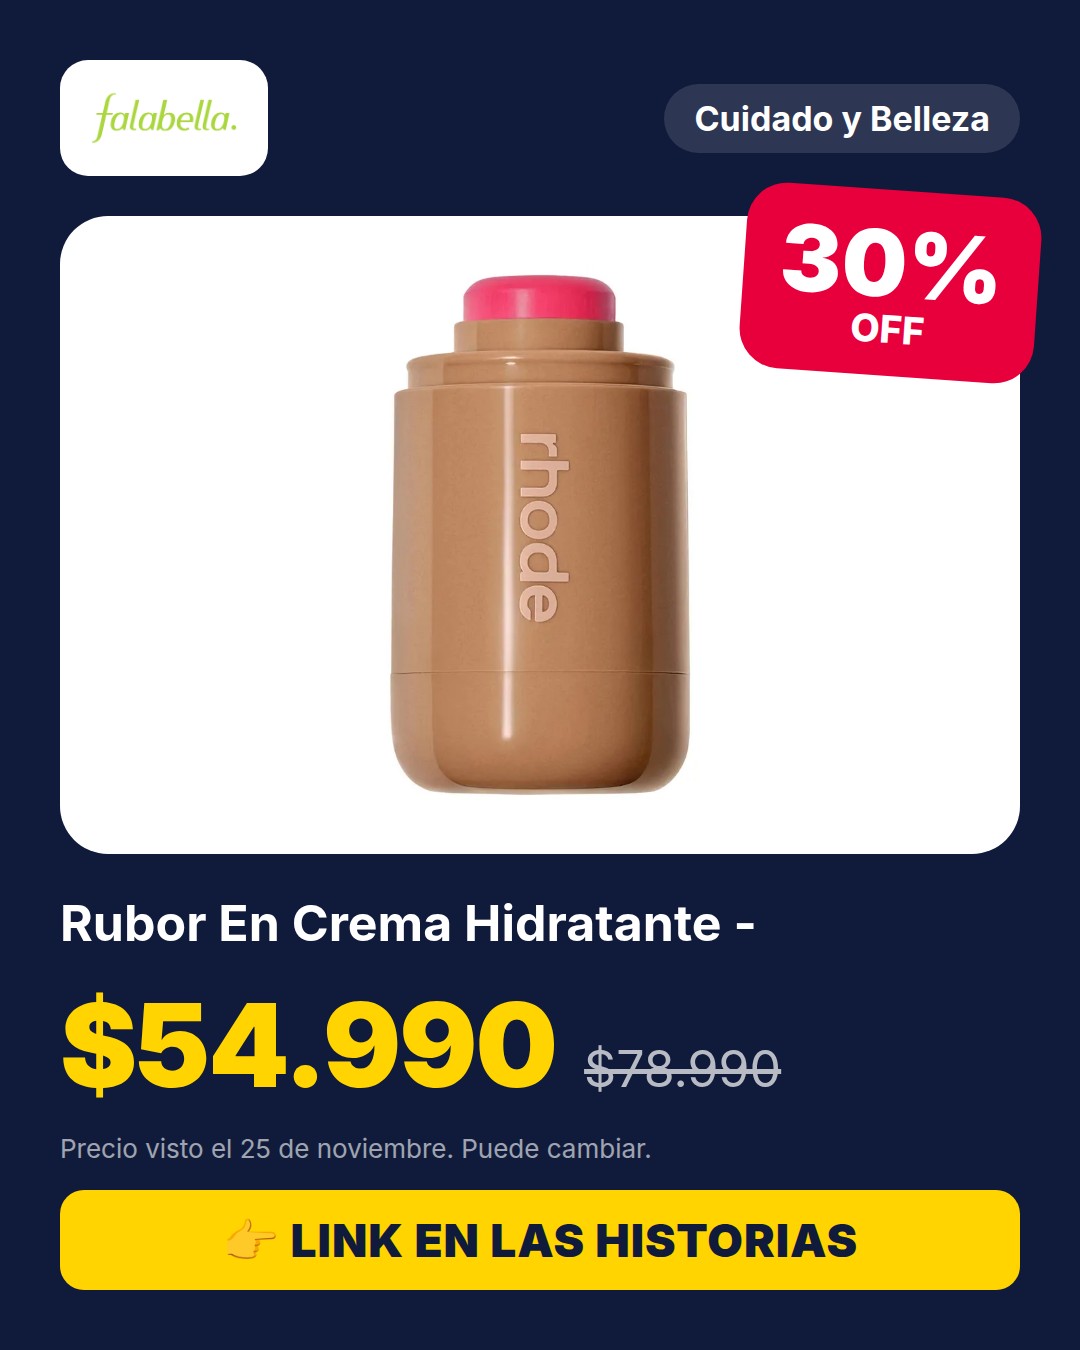 falabella.
Cuidado y Belleza
30%
OFF
rhode
Rubor En Crema Hidratante -
$54.990 $78.990
Precio visto el 25 de noviembre. Puede cambiar.
👉 LINK EN LAS HISTORIAS